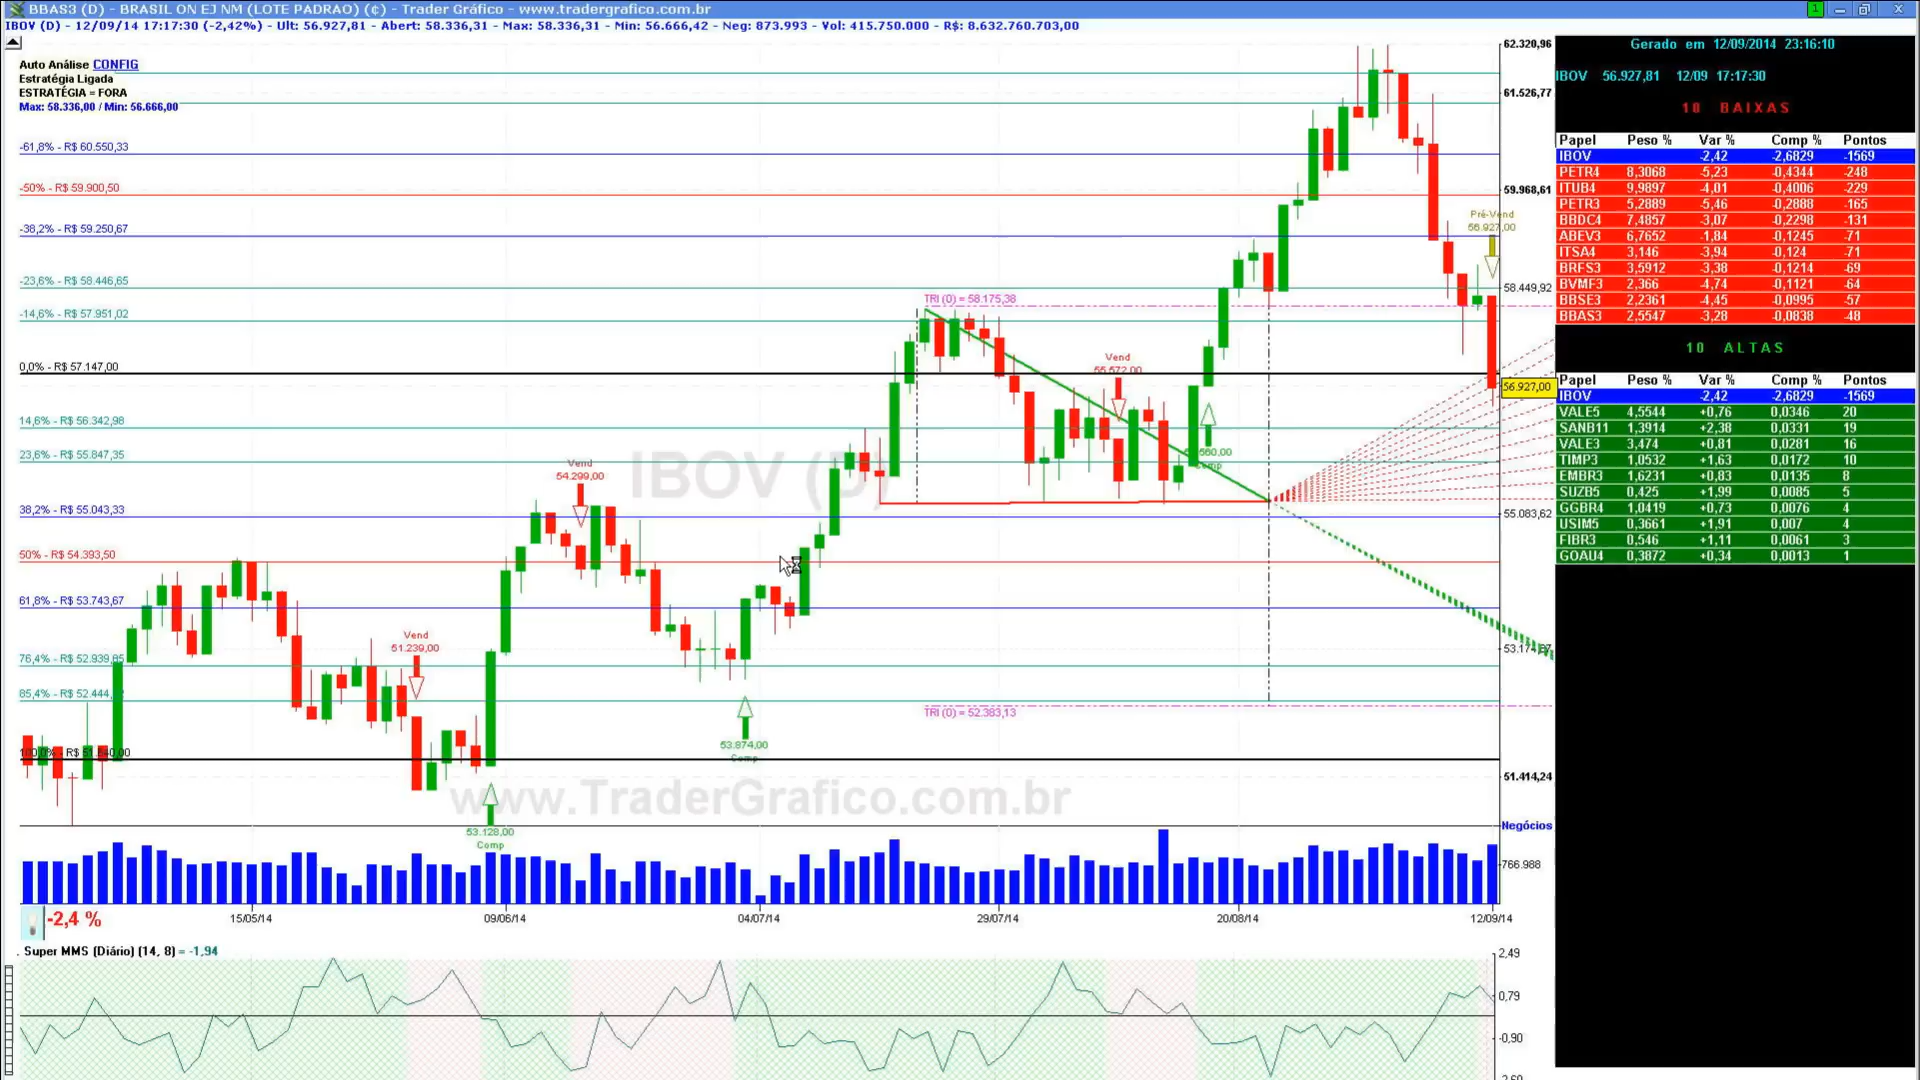 BBAS3 (D) - BRASIL ON EJ NM (LOTE PADRAO) (¢) - Trader Gráfico - www.tradergrafico.com.br
1
IBOV (D) - 12/09/14 17:17:30 (-2,42%) - Ult: 56.927,81 - Abert: 58.336,31 - Max: 58.336,31 - Min: 56.666,42 - Neg: 873.993 - Vol: 415.750.000 - R$: 8.632.760.703,00
Auto Análise CONFIG
Estratégia Ligada
ESTRATÉGIA = FORA
Max: 58.336,00 / Min: 56.666,00
-61,8% - R$ 60.550,33
-50% - R$ 59.900,50
-38,2% - R$ 59.250,67
-23,6% - R$ 58.446,65
-14,6% - R$ 57.951,02
0,0% - R$ 57.147,00
14,6% - R$ 56.342,98
23,6% - R$ 55.847,35
38,2% - R$ 55.043,33
50% - R$ 54.393,50
61,8% - R$ 53.743,67
76,4% - R$ 52.939,65
85,4% - R$ 52.444,
100,0% - R$
IBOV (D)
www.TraderGrafico.com.br
TRI (0) = 58.175,38
TRI (0) = 52.383,13
Vend
51.239,00
Vend
54.299,00
Vend
55.572,00
Pré-Vend
56.927,00
53.128,00
Comp
53.874,00
Comp
Comp
62.320,96
61.526,77
59.968,61
58.449,92
56.927,00
55.083,62
53.174,67
51.414,24
Negócios
766.988
-2,4 %
15/05/14
09/06/14
04/07/14
29/07/14
20/08/14
12/09/14
. Super MMS (Diário) (14, 8) = -1,94
2,49
0,79
-0,90
-2,60
Gerado em 12/09/2014 23:16:10
IBOV 56.927,81 12/09 17:17:30
10 BAIXAS
Papel Peso % Var % Comp % Pontos
IBOV -2,42 -2,6829 -1569
PETR4 8,3068 -5,23 -0,4344 -248
ITUB4 9,9897 -4,01 -0,4006 -229
PETR3 5,2889 -5,46 -0,2888 -165
BBDC4 7,4857 -3,07 -0,2298 -131
ABEV3 6,7652 -1,84 -0,1245 -71
ITSA4 3,146 -3,94 -0,124 -71
BRFS3 3,5912 -3,38 -0,1214 -69
BVMF3 2,366 -4,74 -0,1121 -64
BBSE3 2,2361 -4,45 -0,0995 -57
BBAS3 2,5547 -3,28 -0,0838 -48
10 ALTAS
Papel Peso % Var % Comp % Pontos
IBOV -2,42 -2,6829 -1569
VALE5 4,5544 +0,76 0,0346 20
SANB11 1,3914 +2,38 0,0331 19
VALE3 3,474 +0,81 0,0281 16
TIMP3 1,0532 +1,63 0,0172 10
EMBR3 1,6231 +0,83 0,0135 8
SUZB5 0,425 +1,99 0,0085 5
GGBR4 1,0419 +0,73 0,0076 4
USIM5 0,3661 +1,91 0,007 4
FIBR3 0,546 +1,11 0,0061 3
GOAU4 0,3872 +0,34 0,0013 1